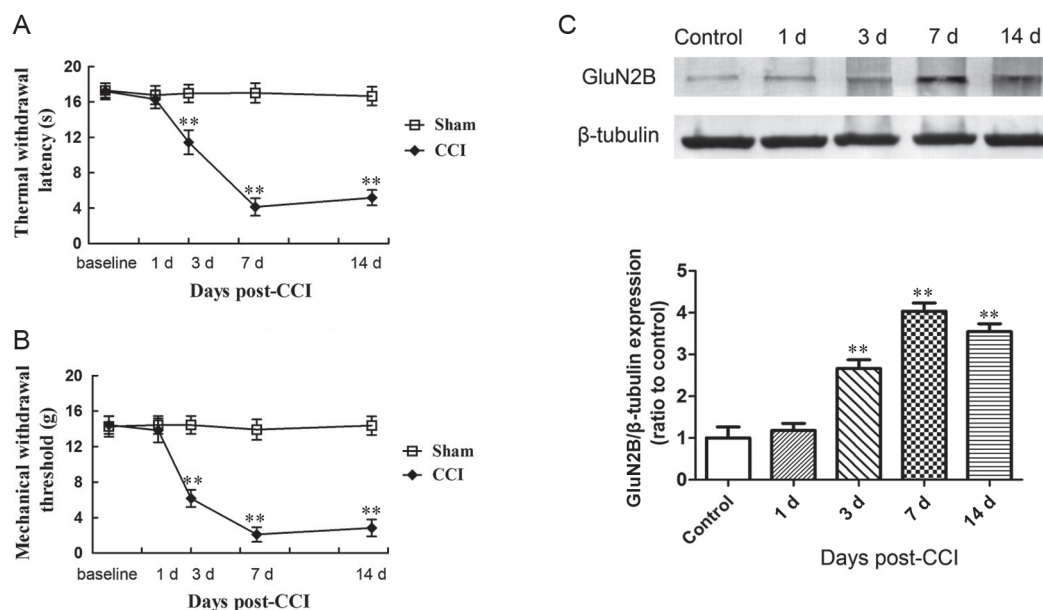 A
Thermal withdrawal
latency (s)
20
16
12
8
4
0
**
**
**
Sham
CCI
baseline 1 d 3 d 7 d 14 d
Days post-CCI
B
Mechanical withdrawal
threshold (g)
20
16
12
8
4
0
**
**
**
Sham
CCI
baseline 1 d 3 d 7 d 14 d
Days post-CCI
C
Control 1 d 3 d 7 d 14 d
GluN2B
β-tubulin
GluN2B/β-tubulin expression
(ratio to control)
5
4
3
2
1
0
**
**
**
Control 1 d 3 d 7 d 14 d
Days post-CCI